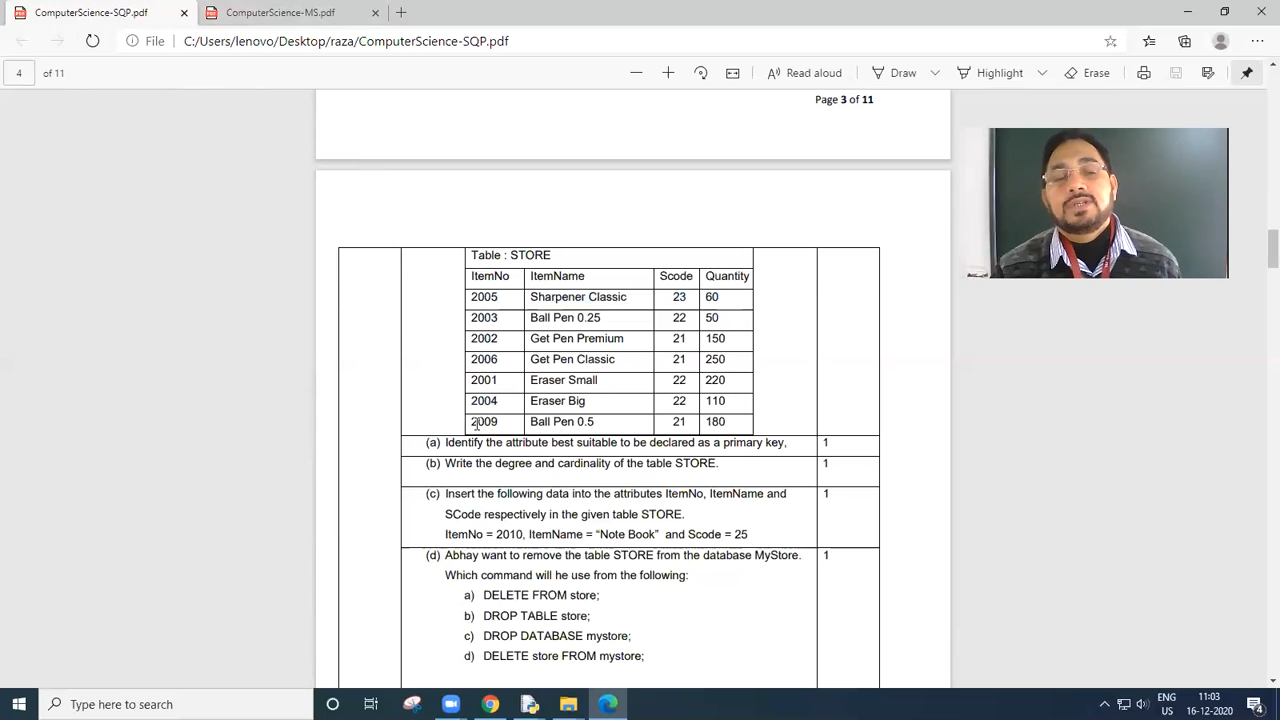 ComputerScience-SQP.pdf
ComputerScience-MS.pdf
File
C:/Users/lenovo/Desktop/raza/ComputerScience-SQP.pdf
4 of 11
Read aloud
Draw
Highlight
Erase
Page 3 of 11
Table : STORE
ItemNo ItemName Scode Quantity
2005 Sharpener Classic 23 60
2003 Ball Pen 0.25 22 50
2002 Get Pen Premium 21 150
2006 Get Pen Classic 21 250
2001 Eraser Small 22 220
2004 Eraser Big 22 110
2009 Ball Pen 0.5 21 180
(a) Identify the attribute best suitable to be declared as a primary key, 1
(b) Write the degree and cardinality of the table STORE. 1
(c) Insert the following data into the attributes ItemNo, ItemName and 1
SCode respectively in the given table STORE.
ItemNo = 2010, ItemName = “Note Book” and Scode = 25
(d) Abhay want to remove the table STORE from the database MyStore. 1
Which command will he use from the following:
a) DELETE FROM store;
b) DROP TABLE store;
c) DROP DATABASE mystore;
d) DELETE store FROM mystore;
Type here to search
ENG
US
11:03
16-12-2020
4